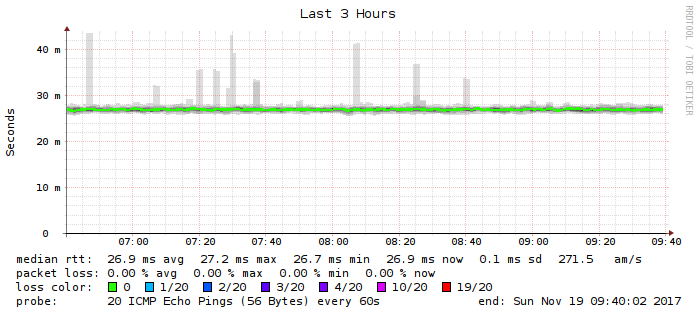 Last 3 Hours
RRDTOOL / TOBI OETIKER
Seconds
40 m
30 m
20 m
10 m
0
07:00 07:20 07:40 08:00 08:20 08:40 09:00 09:20 09:40
median rtt: 26.9 ms avg 27.2 ms max 26.7 ms min 26.9 ms now 0.1 ms sd 271.5 am/s
packet loss: 0.00 % avg 0.00 % max 0.00 % min 0.00 % now
loss color: 0 1/20 2/20 3/20 4/20 10/20 19/20
probe: 20 ICMP Echo Pings (56 Bytes) every 60s end: Sun Nov 19 09:40:02 2017